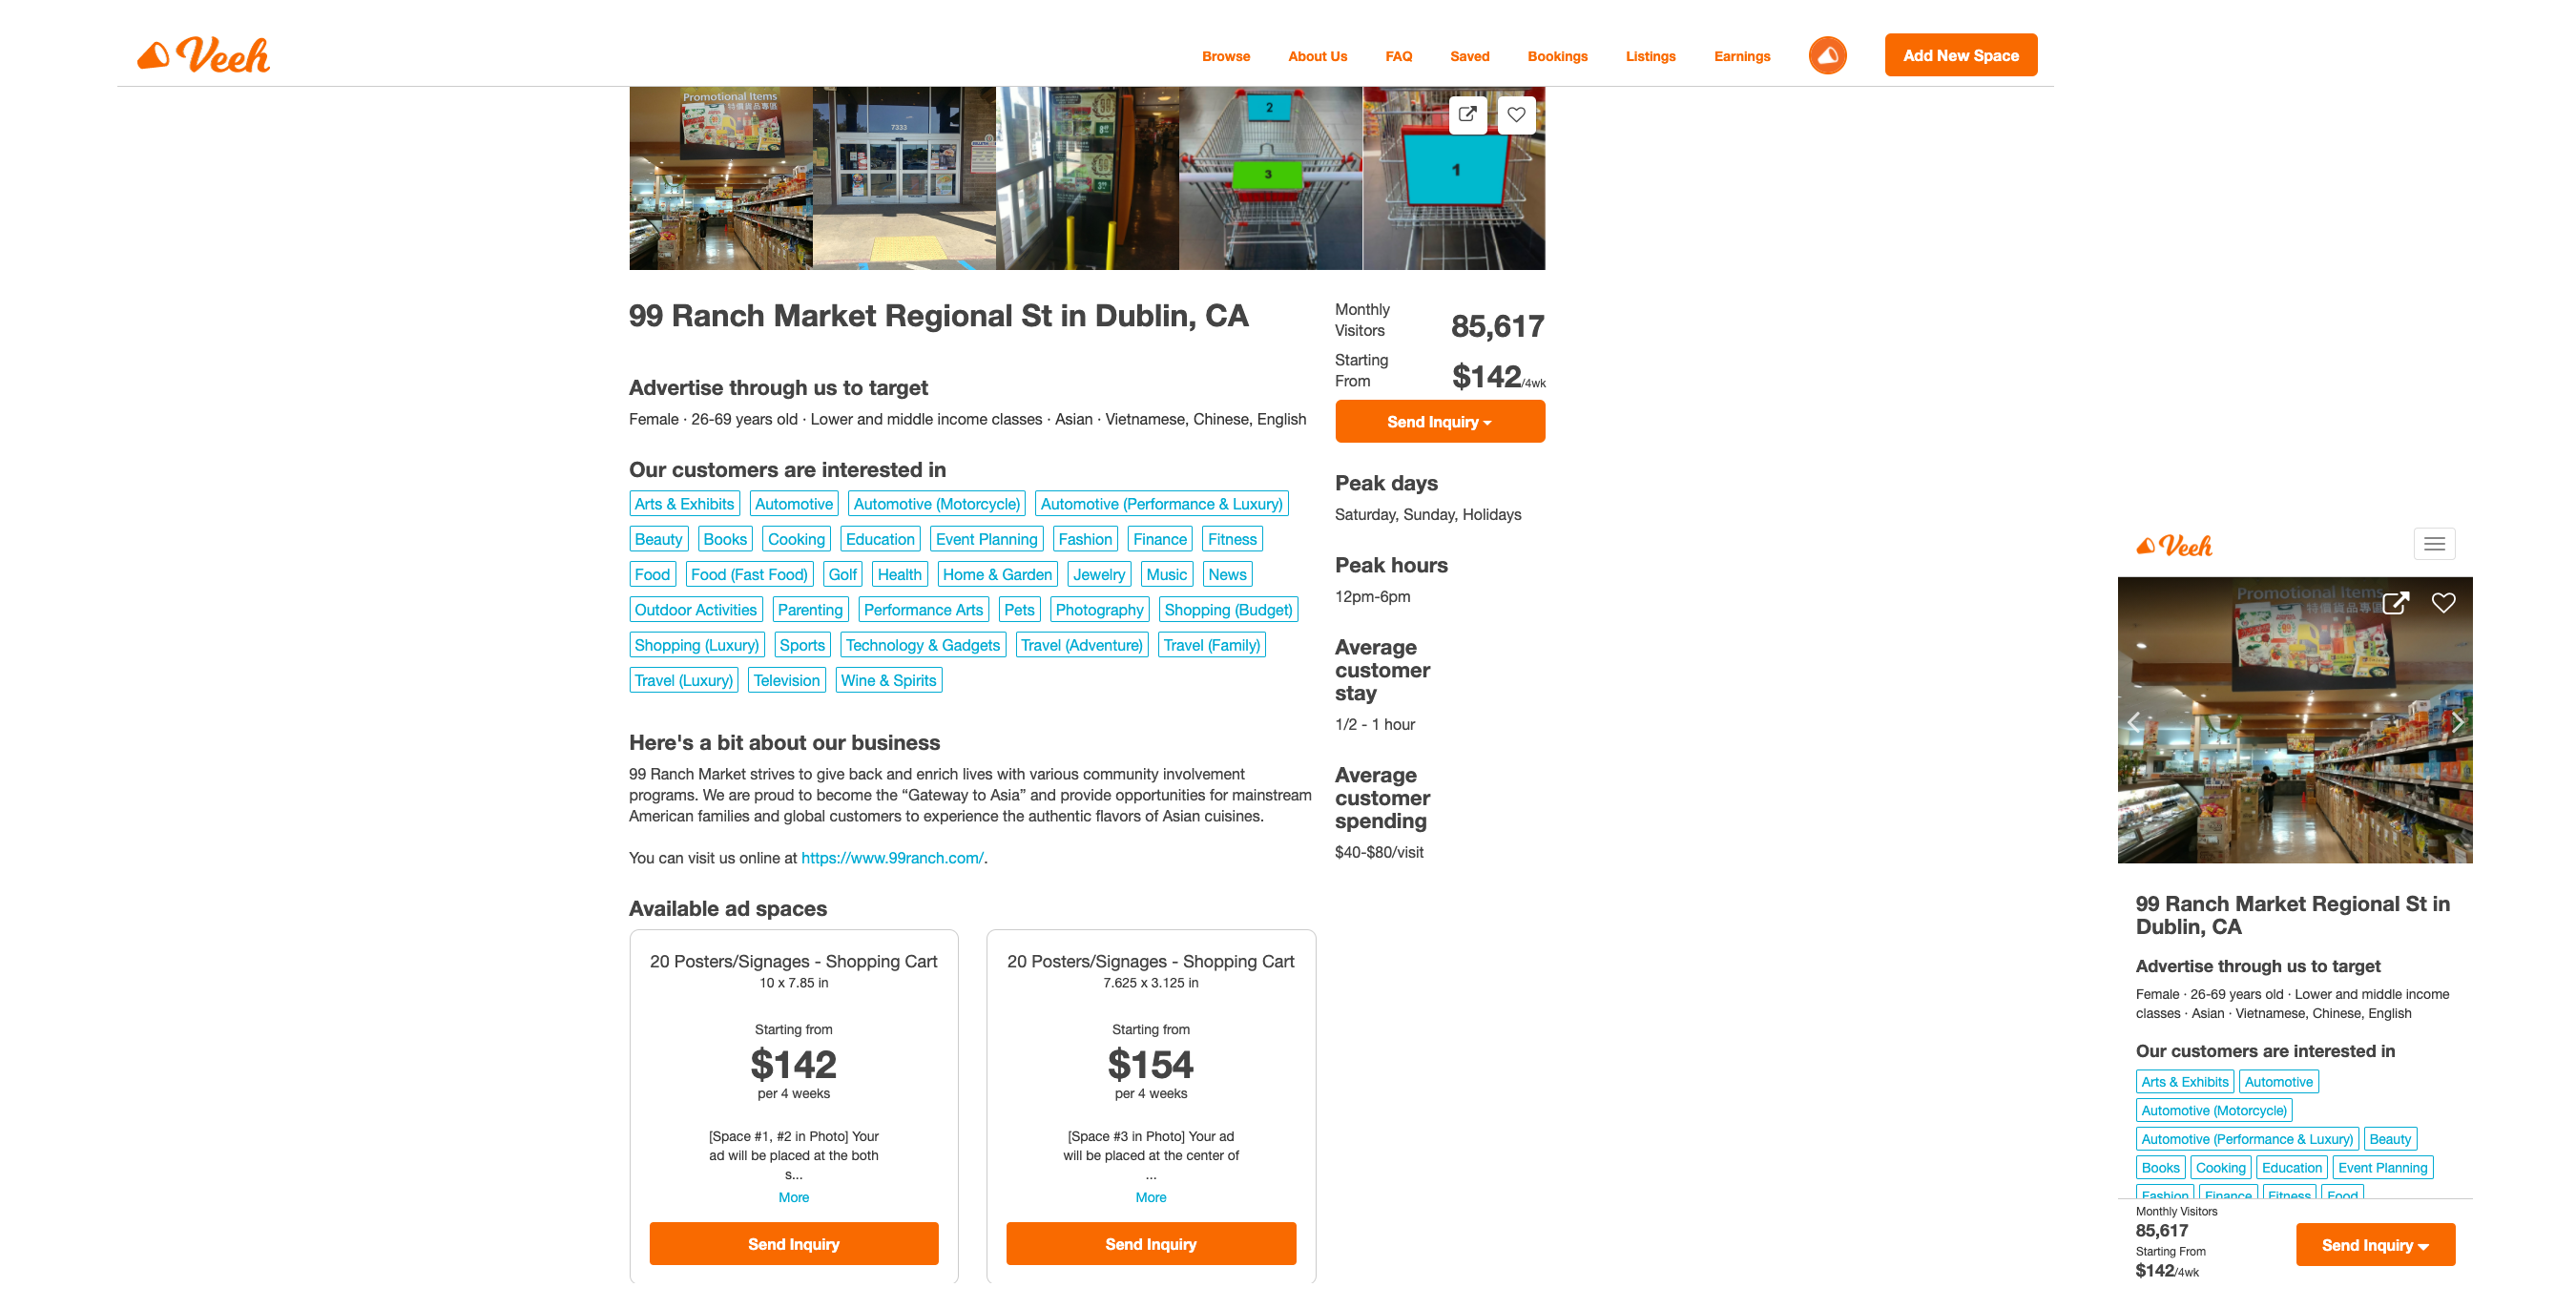 Veeh
Browse About Us FAQ Saved Bookings Listings Earnings Add New Space
Promotional Items
特價貨品專區
7333
2
3
1
99 Ranch Market Regional St in Dublin, CA
Advertise through us to target
Female · 26-69 years old · Lower and middle income classes · Asian · Vietnamese, Chinese, English
Our customers are interested in
Arts & Exhibits Automotive Automotive (Motorcycle) Automotive (Performance & Luxury)
Beauty Books Cooking Education Event Planning Fashion Finance Fitness
Food Food (Fast Food) Golf Health Home & Garden Jewelry Music News
Outdoor Activities Parenting Performance Arts Pets Photography Shopping (Budget)
Shopping (Luxury) Sports Technology & Gadgets Travel (Adventure) Travel (Family)
Travel (Luxury) Television Wine & Spirits
Here's a bit about our business
99 Ranch Market strives to give back and enrich lives with various community involvement
programs. We are proud to become the “Gateway to Asia” and provide opportunities for mainstream
American families and global customers to experience the authentic flavors of Asian cuisines.
You can visit us online at https://www.99ranch.com/.
Available ad spaces
20 Posters/Signages - Shopping Cart
10 x 7.85 in
Starting from
$142
per 4 weeks
[Space #1, #2 in Photo] Your
ad will be placed at the both
s...
More
Send Inquiry
20 Posters/Signages - Shopping Cart
7.625 x 3.125 in
Starting from
$154
per 4 weeks
[Space #3 in Photo] Your ad
will be placed at the center of
...
More
Send Inquiry
Monthly
Visitors
85,617
Starting
From
$142/4wk
Send Inquiry
Peak days
Saturday, Sunday, Holidays
Peak hours
12pm-6pm
Average
customer
stay
1/2 - 1 hour
Average
customer
spending
$40-$80/visit
Veeh
Promotional Items
99 Ranch Market Regional St in
Dublin, CA
Advertise through us to target
Female · 26-69 years old · Lower and middle income
classes · Asian · Vietnamese, Chinese, English
Our customers are interested in
Arts & Exhibits Automotive
Automotive (Motorcycle)
Automotive (Performance & Luxury) Beauty
Books Cooking Education Event Planning
Fashion Finance Fitness Food
Monthly Visitors
85,617
Starting From
$142/4wk
Send Inquiry